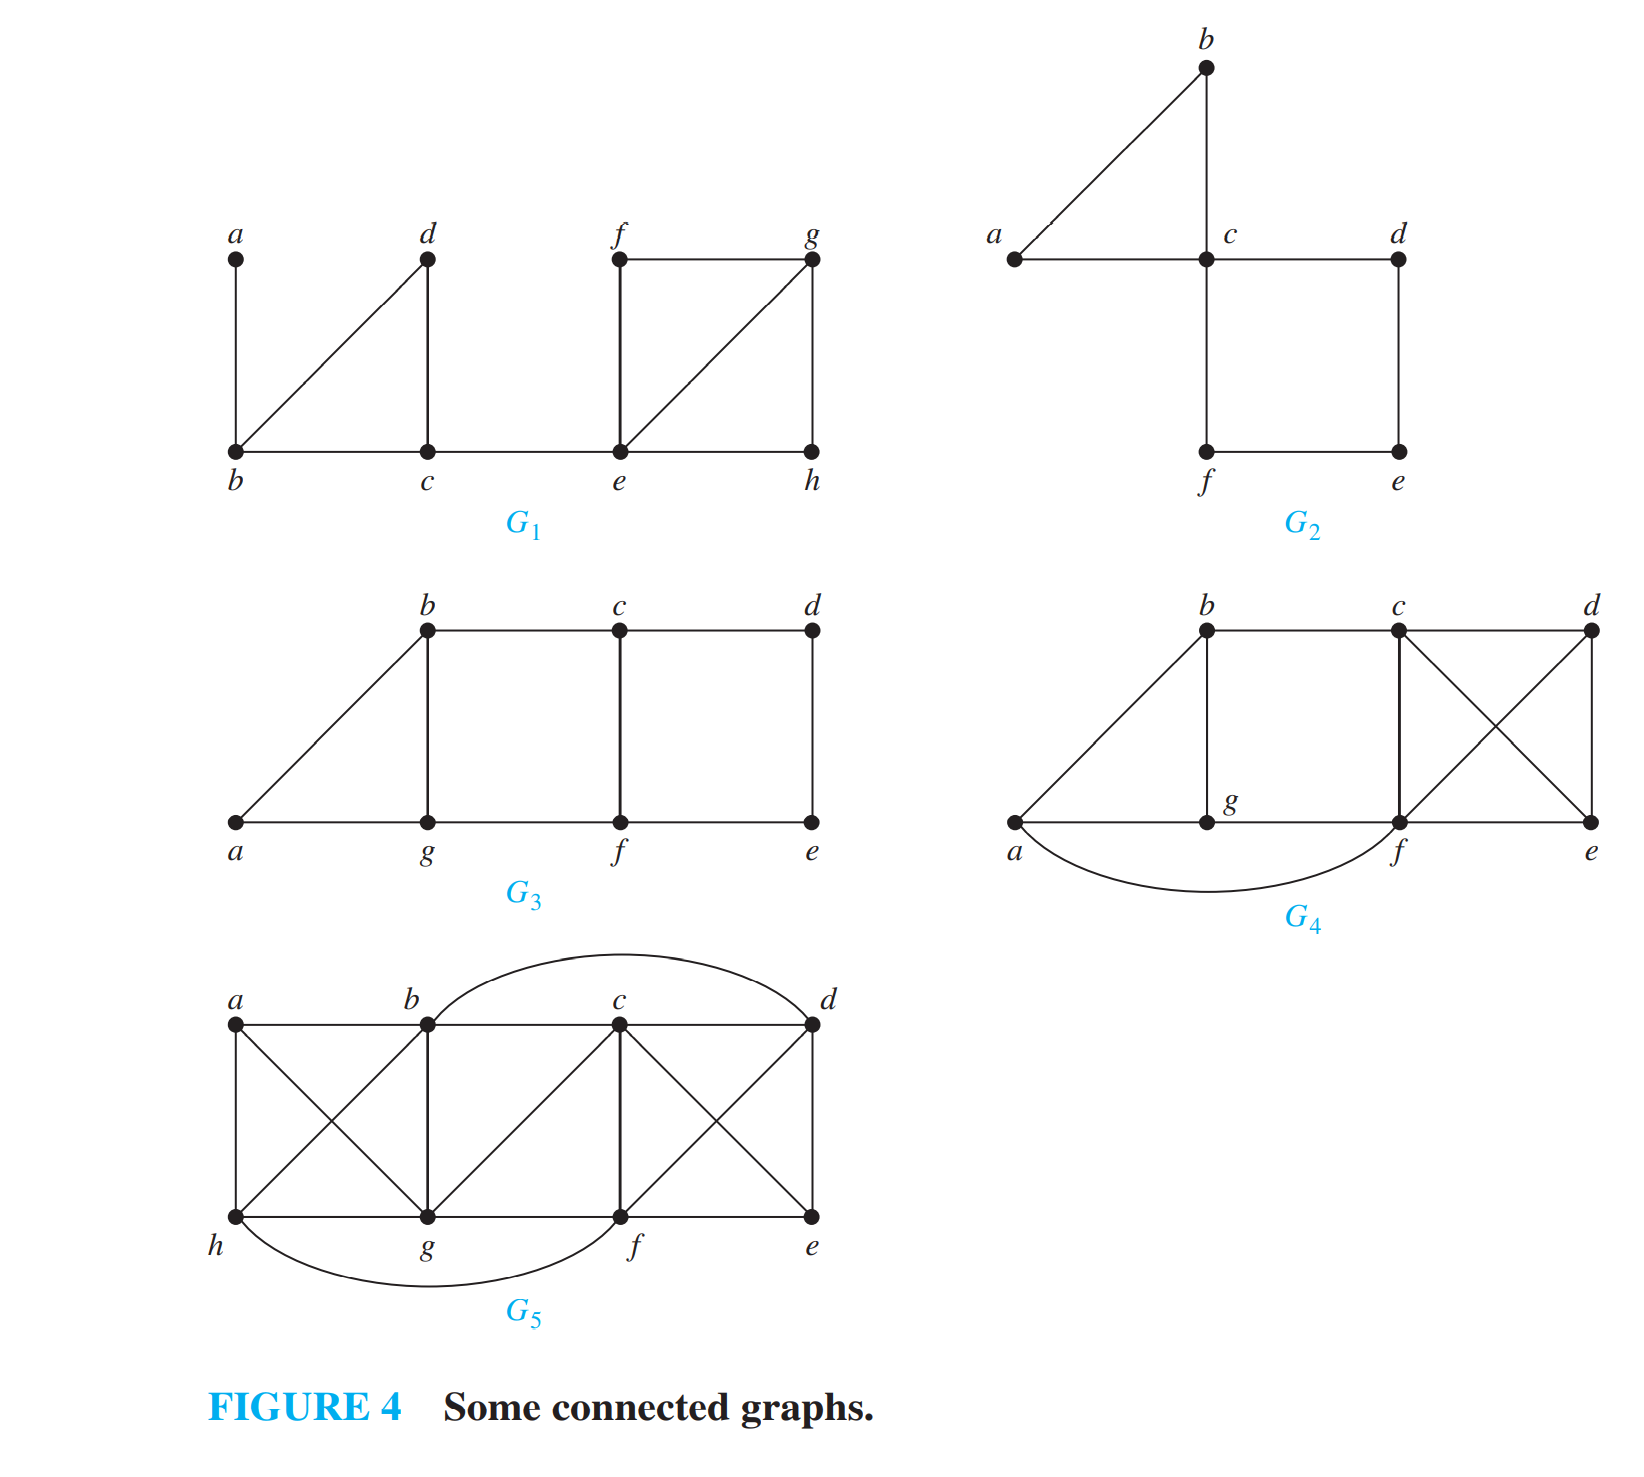 b
a d f g
a c d
b c e h
f e
G1 G2
b c d
b c d
g
a g f e
a f e
G3
G4
a b c d
h g f e
G5
FIGURE 4 Some connected graphs.